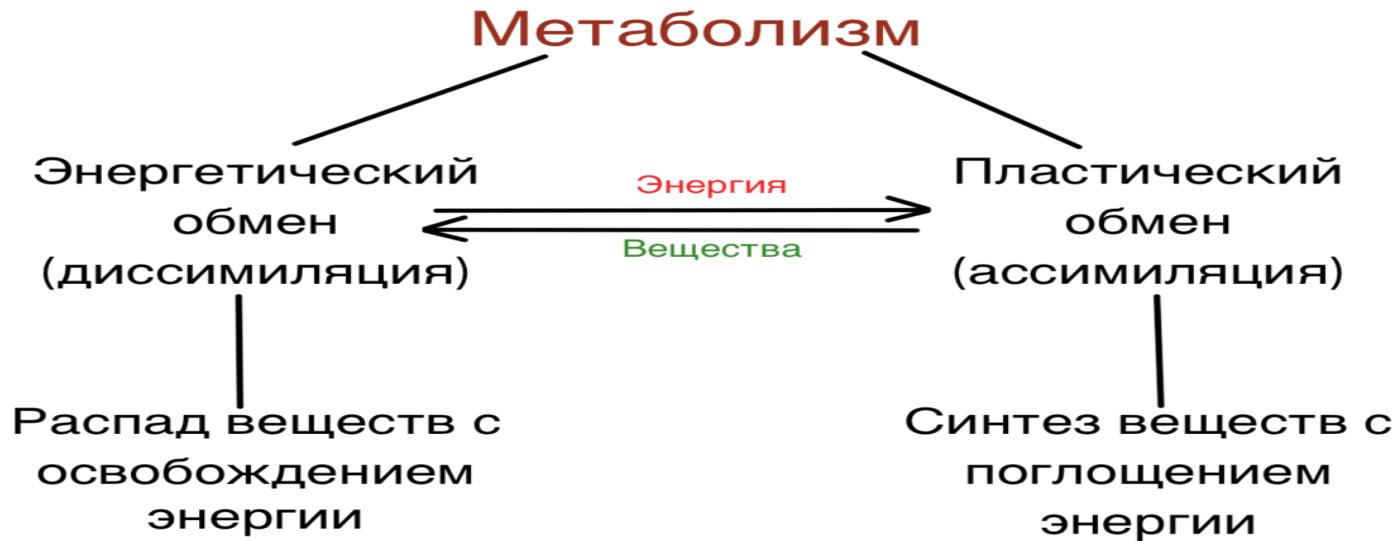 Метаболизм
Энергетический
обмен
(диссимиляция)
Энергия
Вещества
Пластический
обмен
(ассимиляция)
Распад веществ с
освобождением
энергии
Синтез веществ с
поглощением
энергии